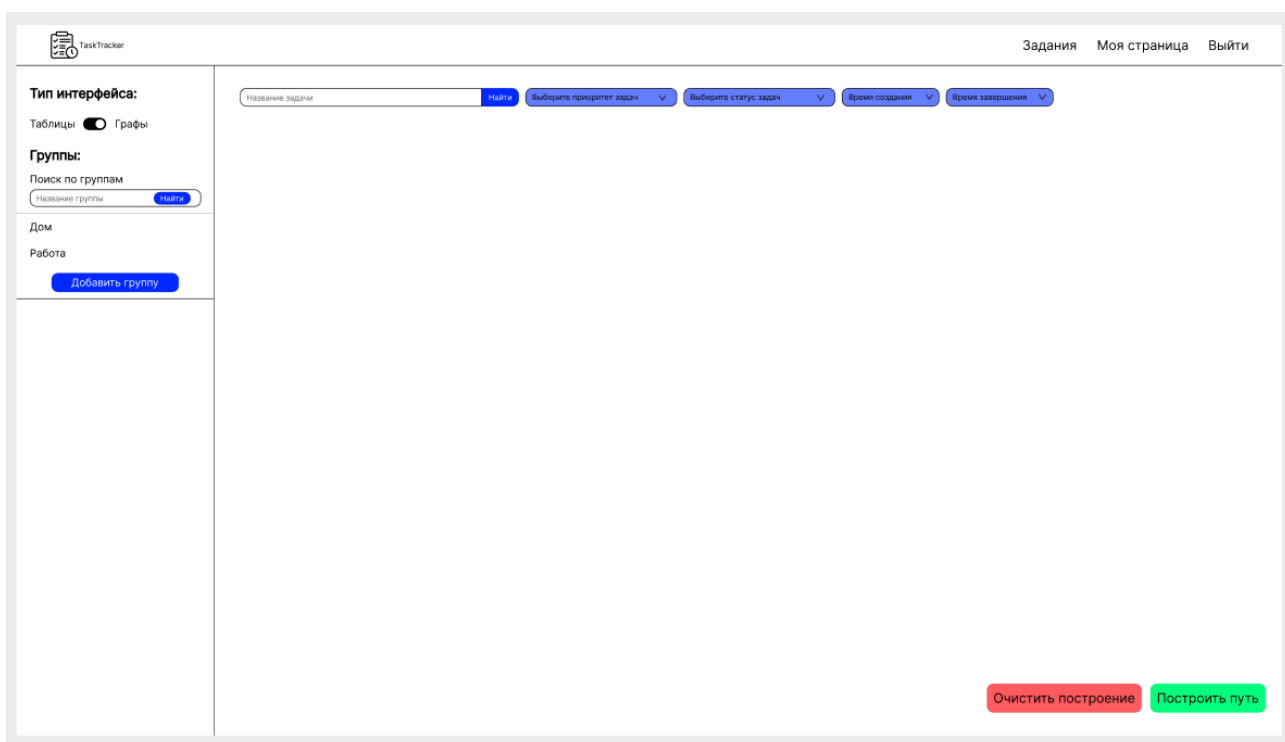 TaskTracker
Задания Моя страница Выйти
Тип интерфейса:
Таблицы Графы
Группы:
Поиск по группам
Название группы Найти
Дом
Работа
Добавить группу
Название задачи Найти Выберите приоритет задач V Выберите статус задач V Время создания V Время завершения V
Очистить построение Построить путь